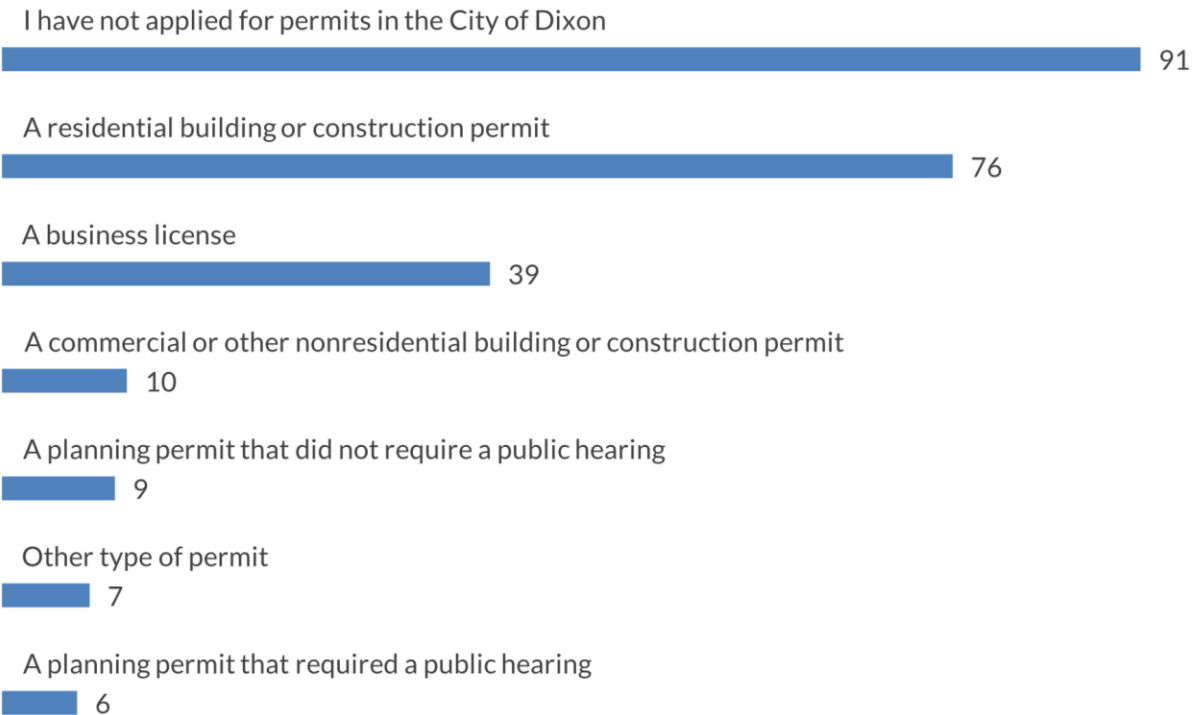 I have not applied for permits in the City of Dixon
91
A residential building or construction permit
76
A business license
39
A commercial or other nonresidential building or construction permit
10
A planning permit that did not require a public hearing
9
Other type of permit
7
A planning permit that required a public hearing
6